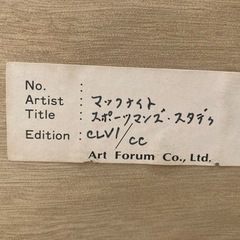 No. :
Artist : マックナイト
Title : スポーツマンズ・スタディ
Edition : CLVI/CC
Art Forum Co., Ltd.